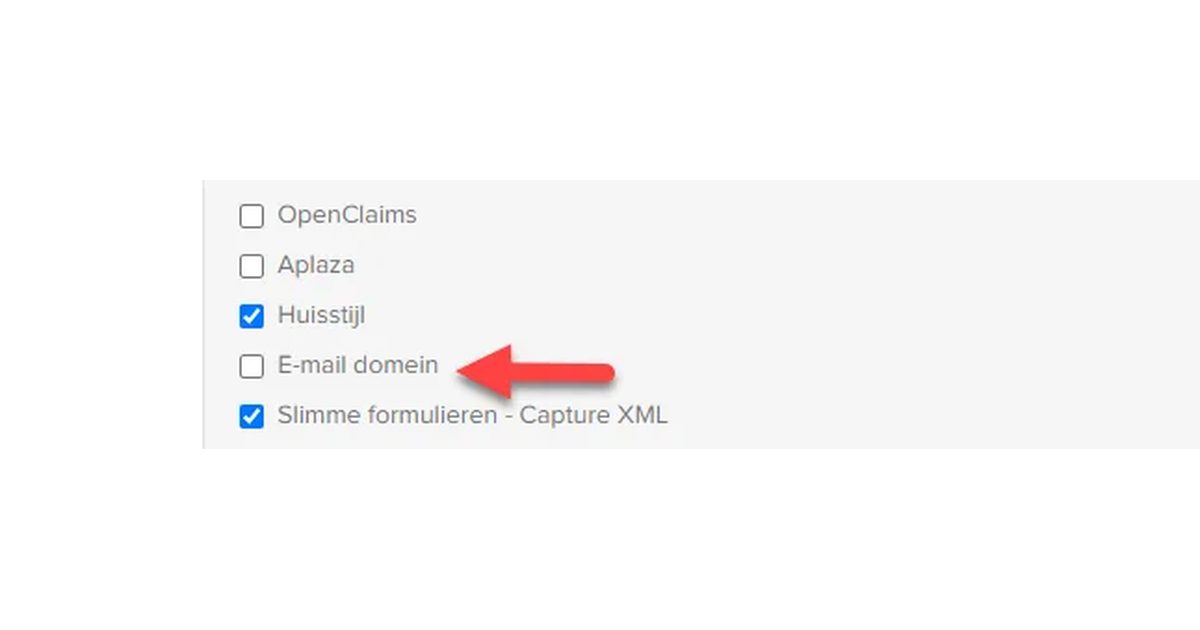 OpenClaims
Aplaza
Huisstijl
E-mail domein
Slimme formulieren - Capture XML